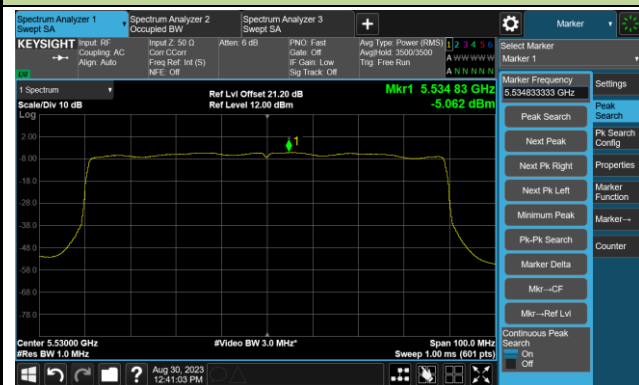 Spectrum Analyzer 1
Swept SA
Spectrum Analyzer 2
Occupied BW
Spectrum Analyzer 3
Swept SA
Marker
KEYSIGHT
Input: RF
Coupling: AC
Align: Auto
Input Z: 50 Ω
Corr CCorr
Freq Ref: Int (S)
NFE: Off
Atten: 6 dB
PNO: Fast
Gate: Off
IF Gain: Low
Sig Track: Off
Avg Type: Power (RMS)
Avg|Hold: 3500/3500
Trig: Free Run
1 2 3 4 5 6
A W W W W W
A N N N N N
Select Marker
Marker 1
1 Spectrum
Scale/Div 10 dB
Log
Ref Lvl Offset 21.20 dB
Ref Level 12.00 dBm
Mkr1 5.534 83 GHz
-5.062 dBm
Marker Frequency
5.534833333 GHz
Settings
Peak Search
Next Peak
Next Pk Right
Next Pk Left
Minimum Peak
Pk-Pk Search
Marker Delta
Mkr→CF
Mkr→Ref Lvl
Continuous Peak
Search
On
Off
Peak
Search
Pk Search
Config
Properties
Marker
Function
Marker→
Counter
2.00
-8.00
-18.0
-28.0
-38.0
-48.0
-58.0
-68.0
-78.0
1
Center 5.53000 GHz
#Res BW 1.0 MHz
#Video BW 3.0 MHz*
Span 100.0 MHz
Sweep 1.00 ms (601 pts)
?
Aug 30, 2023
12:41:03 PM